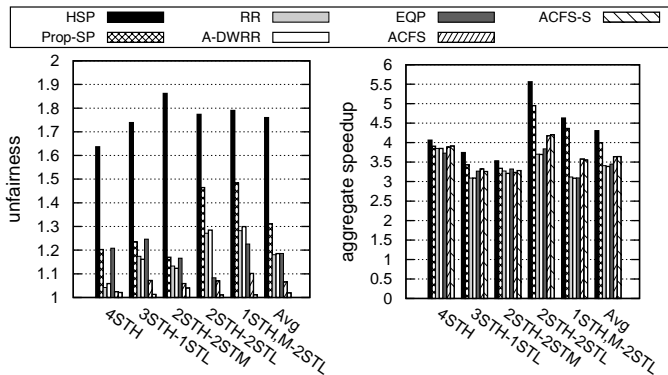 HSP RR EQP ACFS-S
Prop-SP A-DWRR ACFS
unfairness
2
1.9
1.8
1.7
1.6
1.5
1.4
1.3
1.2
1.1
1
4STH
3STH-1STL
2STH-2STM
2STH-2STL
1STH,M-2STL
Avg
aggregate speedup
6
5.5
5
4.5
4
3.5
3
2.5
2
1.5
1
0.5
0
4STH
3STH-1STL
2STH-2STM
2STH-2STL
1STH,M-2STL
Avg